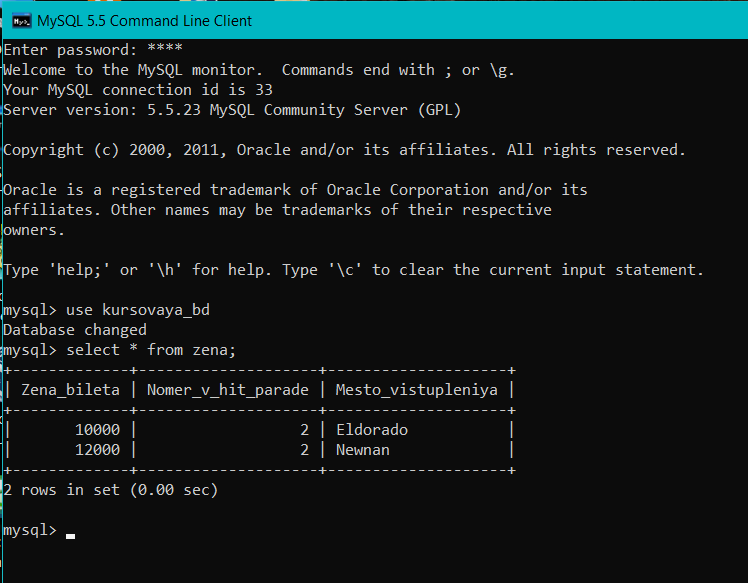 MySQL 5.5 Command Line Client
Enter password: ****
Welcome to the MySQL monitor.  Commands end with ; or \g.
Your MySQL connection id is 33
Server version: 5.5.23 MySQL Community Server (GPL)

Copyright (c) 2000, 2011, Oracle and/or its affiliates. All rights reserved.

Oracle is a registered trademark of Oracle Corporation and/or its
affiliates. Other names may be trademarks of their respective
owners.

Type 'help;' or '\h' for help. Type '\c' to clear the current input statement.

mysql> use kursovaya_bd
Database changed
mysql> select * from zena;
+-------------+--------------------+--------------------+
| Zena_bileta | Nomer_v_hit_parade | Mesto_vistupleniya |
+-------------+--------------------+--------------------+
|       10000 |                  2 | Eldorado           |
|       12000 |                  2 | Newnan             |
+-------------+--------------------+--------------------+
2 rows in set (0.00 sec)

mysql> _